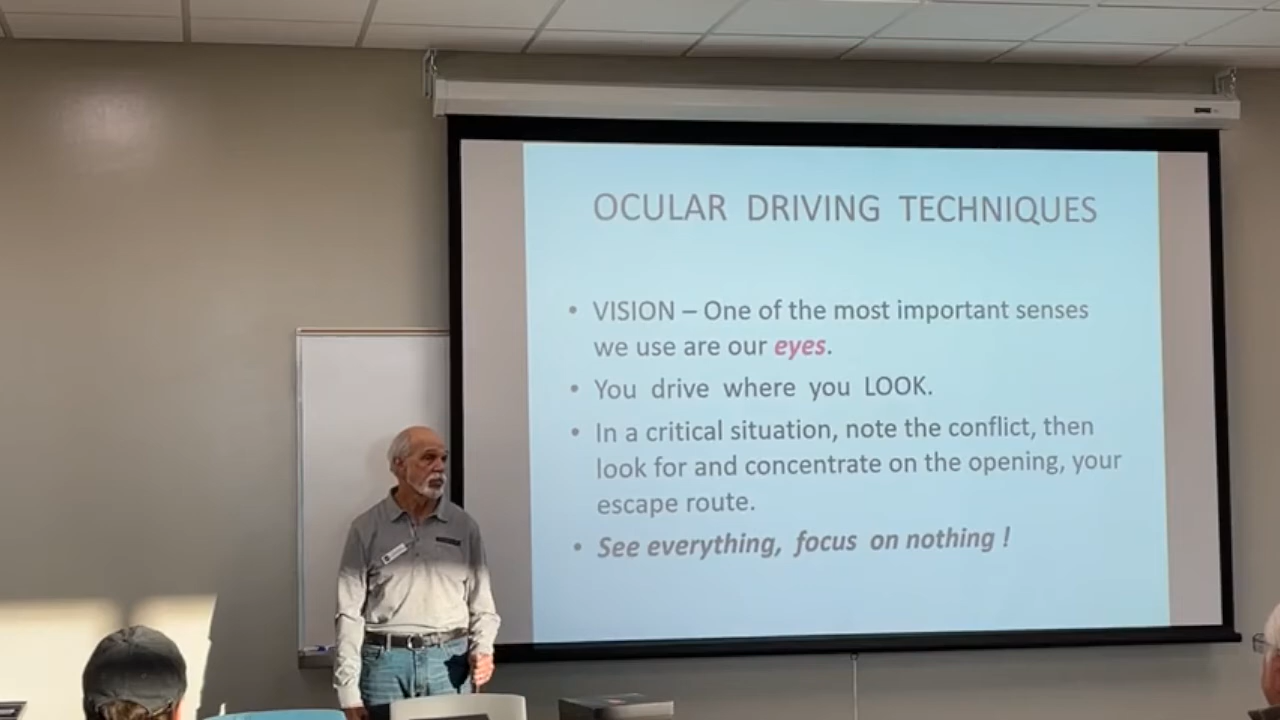 OCULAR DRIVING TECHNIQUES
• VISION – One of the most important senses
we use are our eyes.
• You drive where you LOOK.
• In a critical situation, note the conflict, then
look for and concentrate on the opening, your
escape route.
• See everything, focus on nothing !